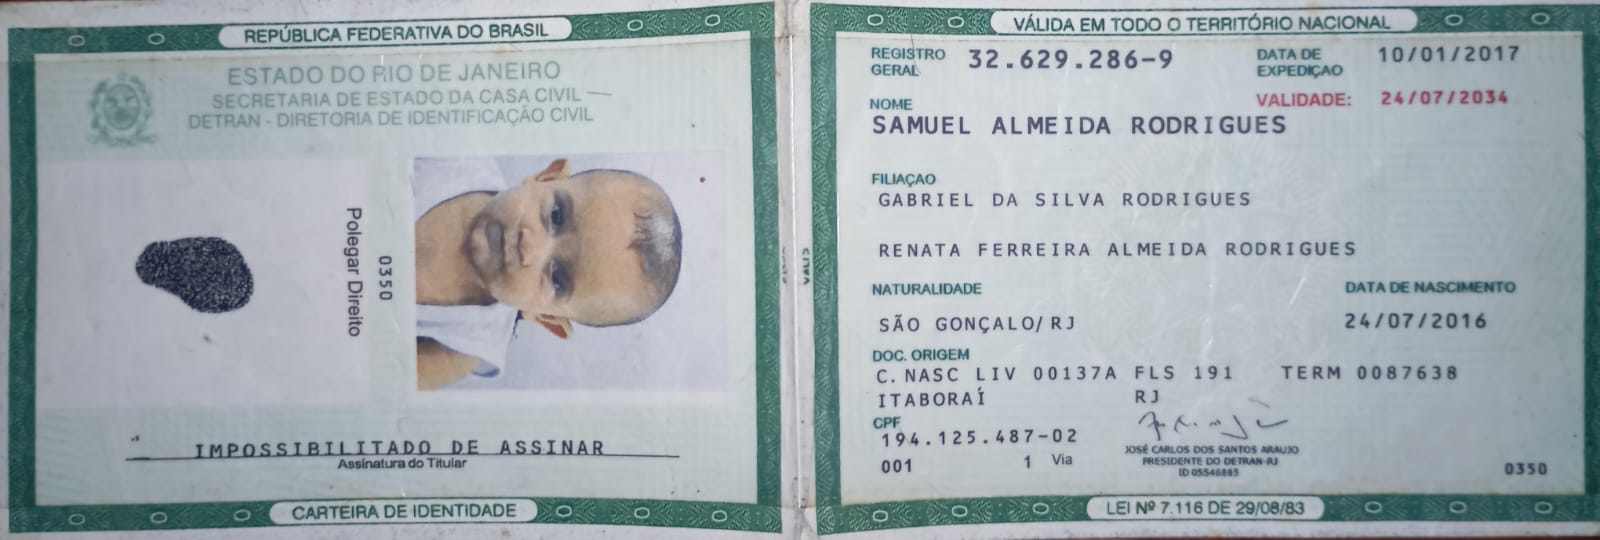 REPÚBLICA FEDERATIVA DO BRASIL
ESTADO DO RIO DE JANEIRO
SECRETARIA DE ESTADO DA CASA CIVIL
DETRAN - DIRETORIA DE IDENTIFICAÇÃO CIVIL
Polegar Direito
0350
IMPOSSIBILITADO DE ASSINAR
Assinatura do Titular
CARTEIRA DE IDENTIDADE
VÁLIDA EM TODO O TERRITÓRIO NACIONAL
REGISTRO GERAL 32.629.286-9 DATA DE EXPEDIÇAO 10/01/2017
VALIDADE: 24/07/2034
NOME
SAMUEL ALMEIDA RODRIGUES
FILIAÇAO
GABRIEL DA SILVA RODRIGUES
RENATA FERREIRA ALMEIDA RODRIGUES
NATURALIDADE DATA DE NASCIMENTO
SÃO GONÇALO/RJ 24/07/2016
DOC. ORIGEM
C.NASC LIV 00137A FLS 191 TERM 0087638
ITABORAÍ RJ
CPF
194.125.487-02
001 1 Via
JOSÉ CARLOS DOS SANTOS ARAUJO
PRESIDENTE DO DETRAN-RJ
ID 05546885
0350
LEI Nº 7.116 DE 29/08/83